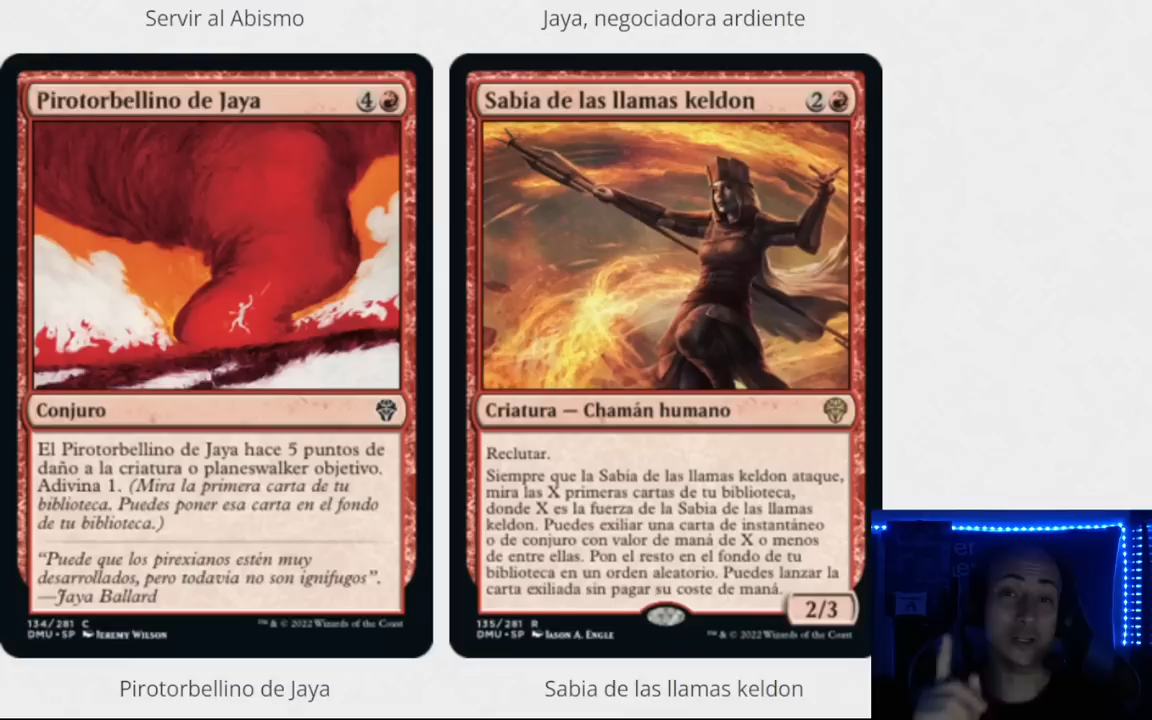 Servir al Abismo
Jaya, negociadora ardiente
Pirotorbellino de Jaya
4
Conjuro
El Pirotorbellino de Jaya hace 5 puntos de
daño a la criatura o planeswalker objetivo.
Adivina 1. (Mira la primera carta de tu
biblioteca. Puedes poner esa carta en el fondo
de tu biblioteca.)
“Puede que los pirexianos estén muy
desarrollados, pero todavía no son ignífugos”.
—Jaya Ballard
134/281 C
DMU • SP Jeremy Wilson
™ & © 2022 Wizards of the Coast
Pirotorbellino de Jaya
Sabia de las llamas keldon
2
Criatura — Chamán humano
Reclutar.
Siempre que la Sabia de las llamas keldon ataque,
mira las X primeras cartas de tu biblioteca,
donde X es la fuerza de la Sabia de las llamas
keldon. Puedes exiliar una carta de instantáneo
o de conjuro con valor de maná de X o menos
de entre ellas. Pon el resto en el fondo de tu
biblioteca en un orden aleatorio. Puedes lanzar la
carta exiliada sin pagar su coste de maná.
2/3
135/281 R
DMU • SP Jason A. Engle
™ & © 2022 Wizards of the Coast
Sabia de las llamas keldon